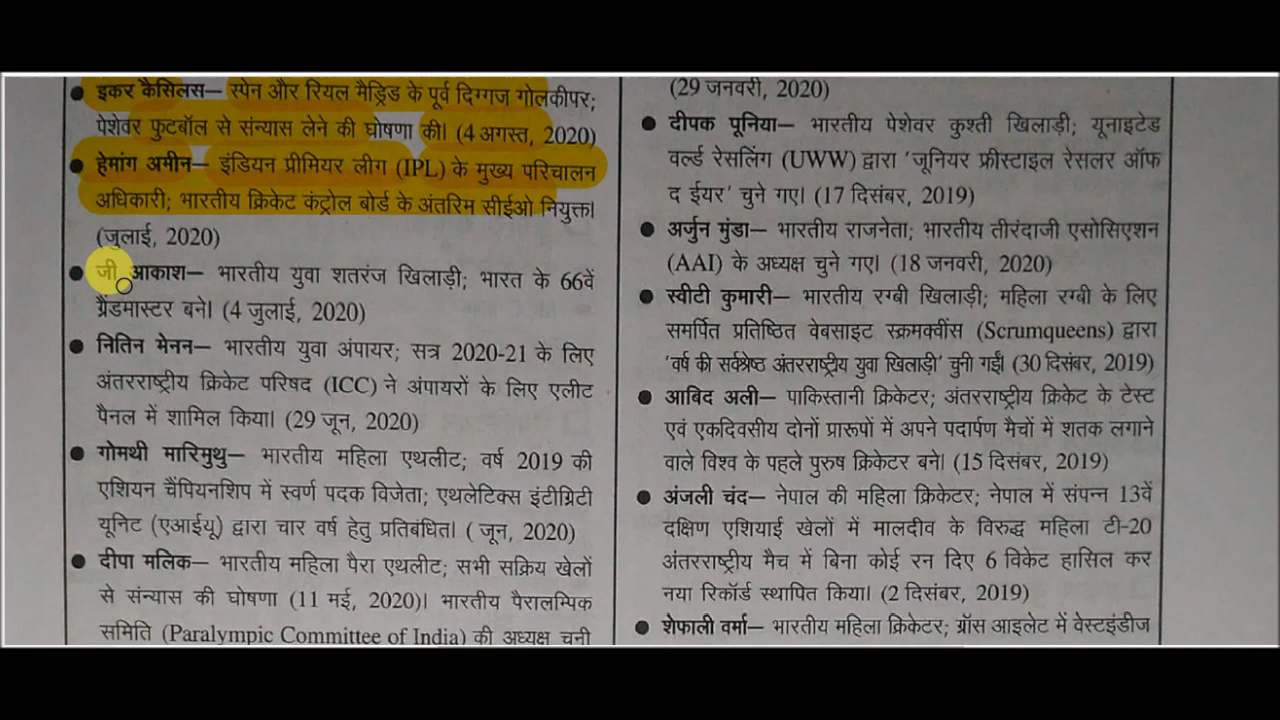 ● इकर कैसिलस– स्पेन और रियल मैड्रिड के पूर्व दिग्गज गोलकीपर;
पेशेवर फुटबॉल से संन्यास लेने की घोषणा की। (4 अगस्त, 2020)
● हेमांग अमीन– इंडियन प्रीमियर लीग (IPL) के मुख्य परिचालन
अधिकारी; भारतीय क्रिकेट कंट्रोल बोर्ड के अंतरिम सीईओ नियुक्त।
(जुलाई, 2020)
● जी आकाश– भारतीय युवा शतरंज खिलाड़ी; भारत के 66वें
ग्रैंडमास्टर बने। (4 जुलाई, 2020)
● नितिन मेनन– भारतीय युवा अंपायर; सत्र 2020-21 के लिए
अंतरराष्ट्रीय क्रिकेट परिषद (ICC) ने अंपायरों के लिए एलीट
पैनल में शामिल किया। (29 जून, 2020)
● गोमथी मारिमुथु– भारतीय महिला एथलीट; वर्ष 2019 की
एशियन चैंपियनशिप में स्वर्ण पदक विजेता; एथलेटिक्स इंटीग्रिटी
यूनिट (एआईयू) द्वारा चार वर्ष हेतु प्रतिबंधित। ( जून, 2020)
● दीपा मलिक– भारतीय महिला पैरा एथलीट; सभी सक्रिय खेलों
से संन्यास की घोषणा (11 मई, 2020)। भारतीय पैरालम्पिक
समिति (Paralympic Committee of India) की अध्यक्ष चुनी
(29 जनवरी, 2020)
● दीपक पूनिया– भारतीय पेशेवर कुश्ती खिलाड़ी; यूनाइटेड
वर्ल्ड रेसलिंग (UWW) द्वारा 'जूनियर फ्रीस्टाइल रेसलर ऑफ
द ईयर' चुने गए। (17 दिसंबर, 2019)
● अर्जुन मुंडा– भारतीय राजनेता; भारतीय तीरंदाजी एसोसिएशन
(AAI) के अध्यक्ष चुने गए। (18 जनवरी, 2020)
● स्वीटी कुमारी– भारतीय रग्बी खिलाड़ी; महिला रग्बी के लिए
समर्पित प्रतिष्ठित वेबसाइट स्क्रमक्वींस (Scrumqueens) द्वारा
'वर्ष की सर्वश्रेष्ठ अंतरराष्ट्रीय युवा खिलाड़ी' चुनी गईं। (30 दिसंबर, 2019)
● आबिद अली– पाकिस्तानी क्रिकेटर; अंतरराष्ट्रीय क्रिकेट के टेस्ट
एवं एकदिवसीय दोनों प्रारूपों में अपने पदार्पण मैचों में शतक लगाने
वाले विश्व के पहले पुरुष क्रिकेटर बने। (15 दिसंबर, 2019)
● अंजली चंद– नेपाल की महिला क्रिकेटर; नेपाल में संपन्न 13वें
दक्षिण एशियाई खेलों में मालदीव के विरुद्ध महिला टी-20
अंतरराष्ट्रीय मैच में बिना कोई रन दिए 6 विकेट हासिल कर
नया रिकॉर्ड स्थापित किया। (2 दिसंबर, 2019)
● शेफाली वर्मा– भारतीय महिला क्रिकेटर; ग्रॉस आइलेट में वेस्टइंडीज